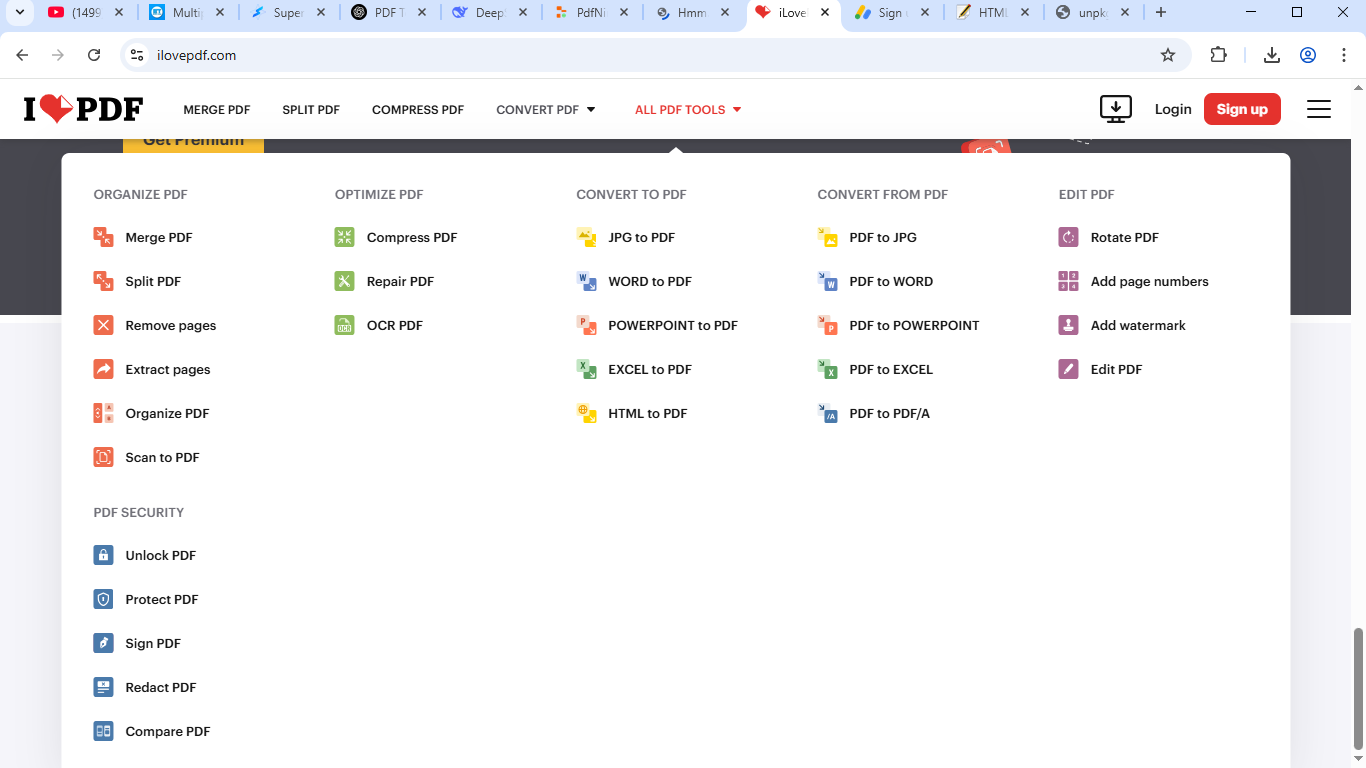 (1499
Multi
Super
PDF T
Deep
PdfNi
Hmm
iLove
Sign
HTML
unpkg
ilovepdf.com
I PDF
MERGE PDF
SPLIT PDF
COMPRESS PDF
CONVERT PDF
ALL PDF TOOLS
Login
Sign up
Get Premium
ORGANIZE PDF
Merge PDF
Split PDF
Remove pages
Extract pages
Organize PDF
Scan to PDF
PDF SECURITY
Unlock PDF
Protect PDF
Sign PDF
Redact PDF
Compare PDF
OPTIMIZE PDF
Compress PDF
Repair PDF
OCR PDF
CONVERT TO PDF
JPG to PDF
WORD to PDF
POWERPOINT to PDF
EXCEL to PDF
HTML to PDF
CONVERT FROM PDF
PDF to JPG
PDF to WORD
PDF to POWERPOINT
PDF to EXCEL
PDF to PDF/A
EDIT PDF
Rotate PDF
Add page numbers
Add watermark
Edit PDF